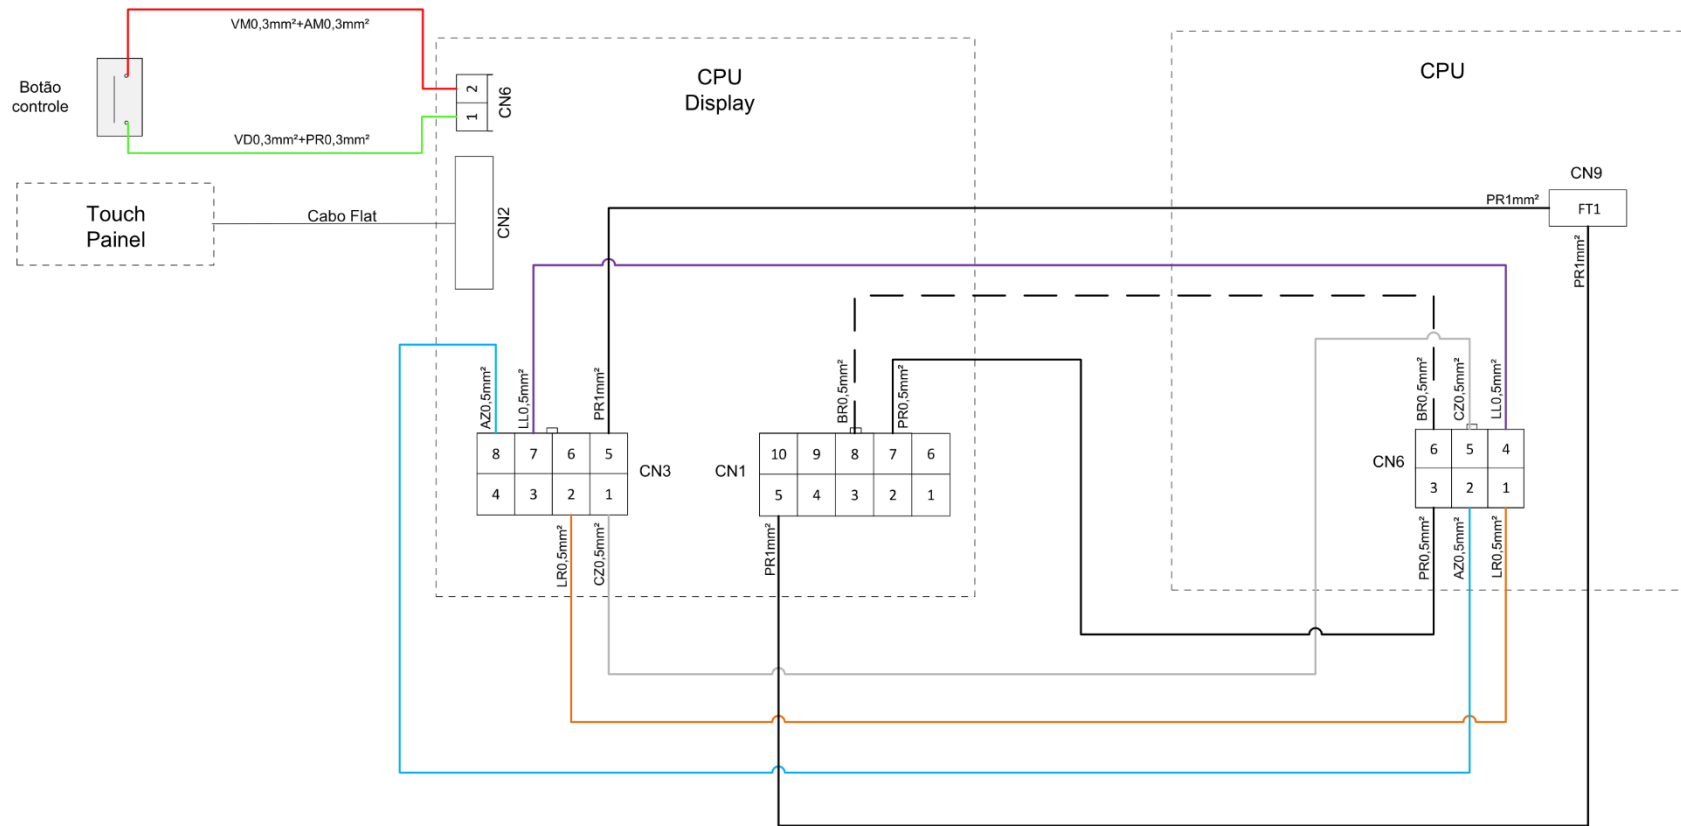 VM0,3mm²+AM0,3mm²
Botão
controle
VD0,3mm²+PR0,3mm²
2
1
CN6
CPU
Display
CPU
Touch
Painel
Cabo Flat
CN2
CN9
PR1mm²
FT1
PR1mm²
AZ0,5mm²
LL0,5mm²
PR1mm²
BR0,5mm²
PR0,5mm²
BR0,5mm²
CZ0,5mm²
LL0,5mm²
8 7 6 5
4 3 2 1
CN3
CN1
10 9 8 7 6
5 4 3 2 1
CN6
6 5 4
3 2 1
LR0,5mm²
CZ0,5mm²
PR1mm²
PR0,5mm²
AZ0,5mm²
LR0,5mm²